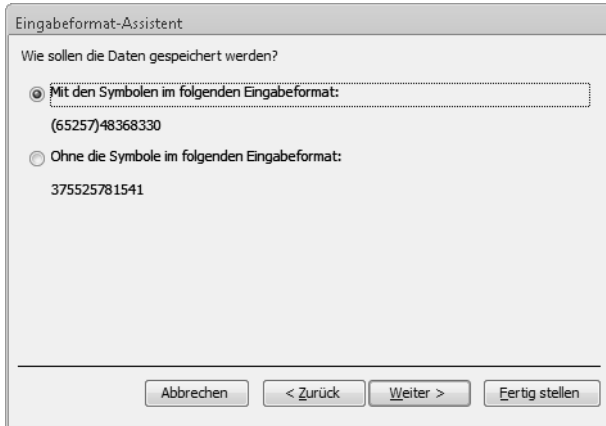 Eingabeformat-Assistent
Wie sollen die Daten gespeichert werden?
Mit den Symbolen im folgenden Eingabeformat:
(65257)48368330
Ohne die Symbole im folgenden Eingabeformat:
375525781541
Abbrechen < Zurück Weiter > Fertig stellen